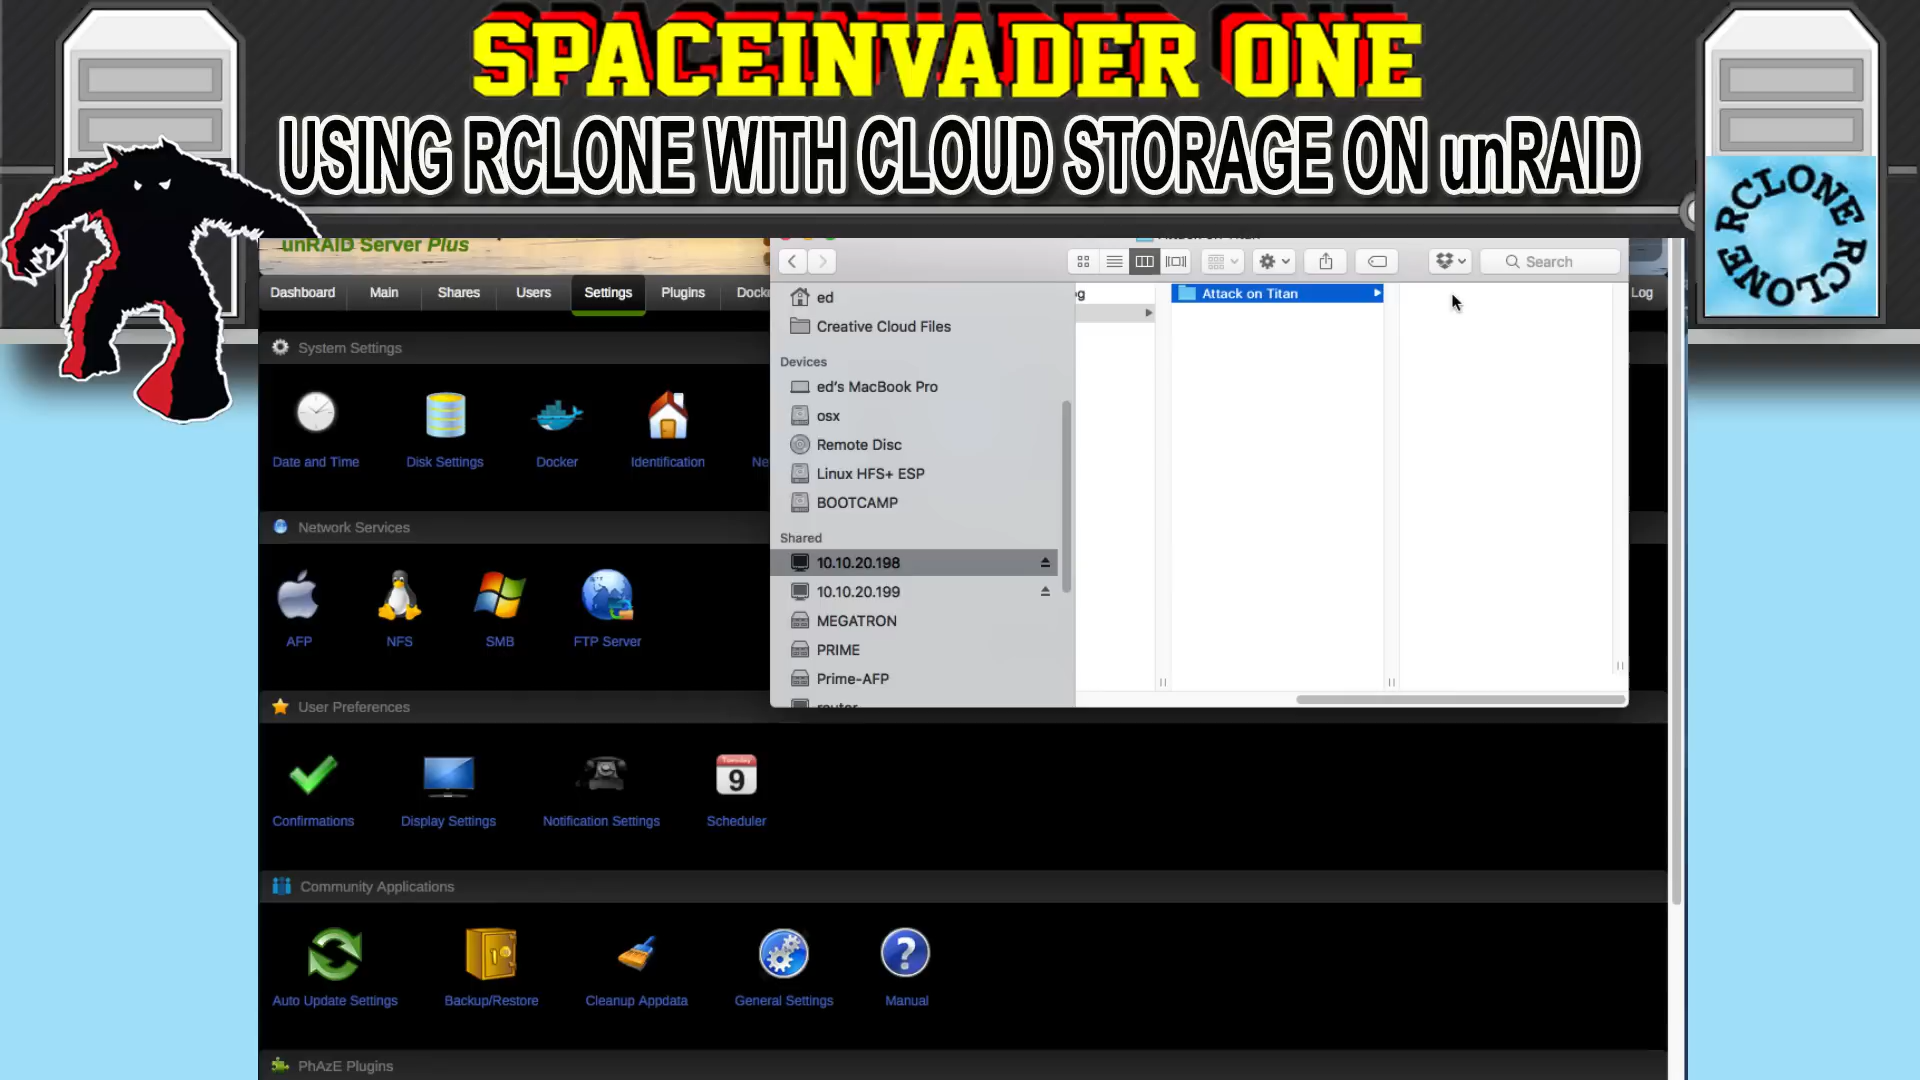 SPACEINVADER ONE
USING RCLONE WITH CLOUD STORAGE ON unRAID
RCLONE RCLONE
unRAID Server Plus
Dashboard Main Shares Users Settings Plugins Log
Search
ed
Attack on Titan
Creative Cloud Files
System Settings
Devices
ed's MacBook Pro
osx
Remote Disc
Date and Time Disk Settings Docker Identification
Linux HFS+ ESP
BOOTCAMP
Network Services
Shared
10.10.20.198
10.10.20.199
MEGATRON
AFP NFS SMB FTP Server
PRIME
Prime-AFP
router
User Preferences
Tuesday
9
Confirmations Display Settings Notification Settings Scheduler
Community Applications
Auto Update Settings Backup/Restore Cleanup Appdata General Settings Manual
PhAzE Plugins